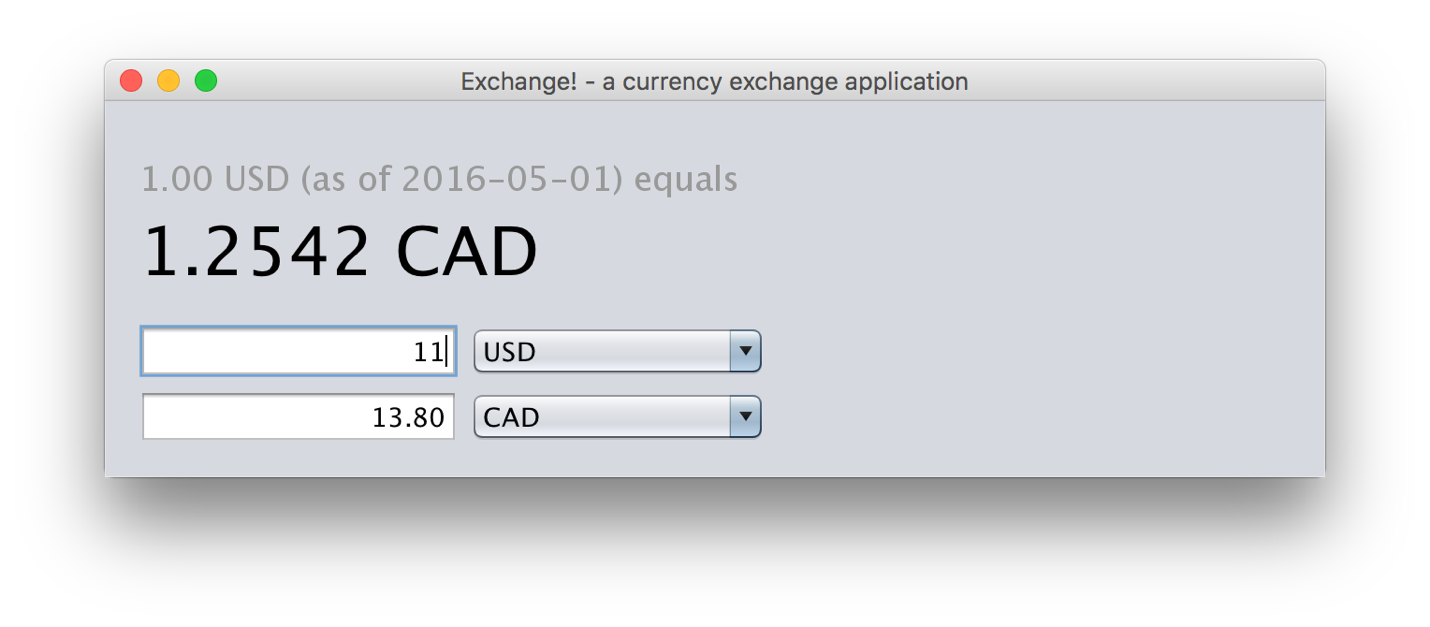 Exchange! - a currency exchange application
1.00 USD (as of 2016-05-01) equals
1.2542 CAD
11 USD
13.80 CAD